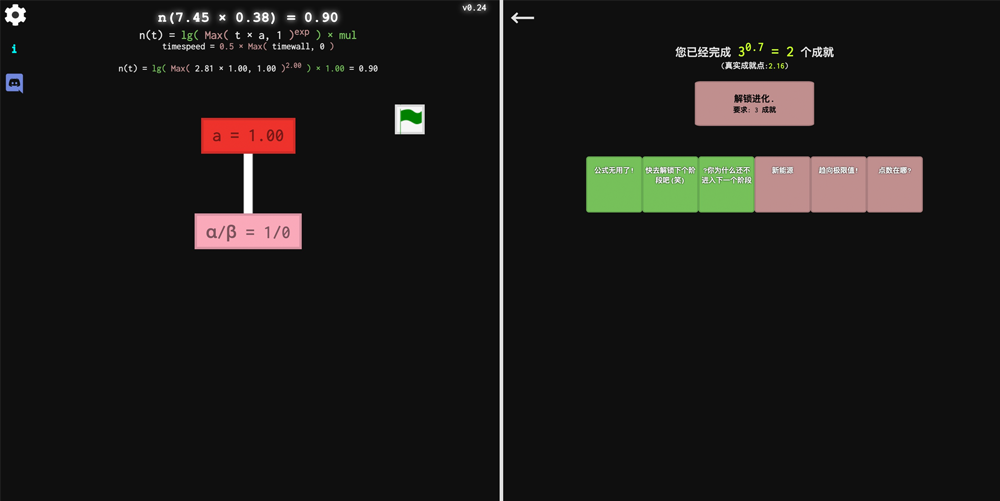 v0.24
n(7.45 × 0.38) = 0.90
n(t) = lg( Max( t × a, 1 )^exp ) × mul
timespeed = 0.5 × Max( timewall, 0 )
n(t) = lg( Max( 2.81 × 1.00, 1.00 )^2.00 ) × 1.00 = 0.90
i
a = 1.00
α/β = 1/0
您已经完成 3^0.7 = 2 个成就
(真实成就点:2.16)
解锁进化.
要求: 3 成就
公式无用了!
快去解锁下个阶
段吧(笑)
?你为什么还不
进入下一个阶段
新能源
趋向极限值!
点数在哪?